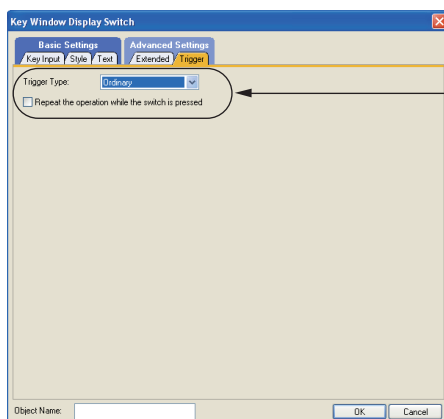 Key Window Display Switch
Basic Settings Advanced Settings
Key Input Style Text Extended Trigger
Trigger Type: Ordinary
Repeat the operation while the switch is pressed
Object Name: OK Cancel